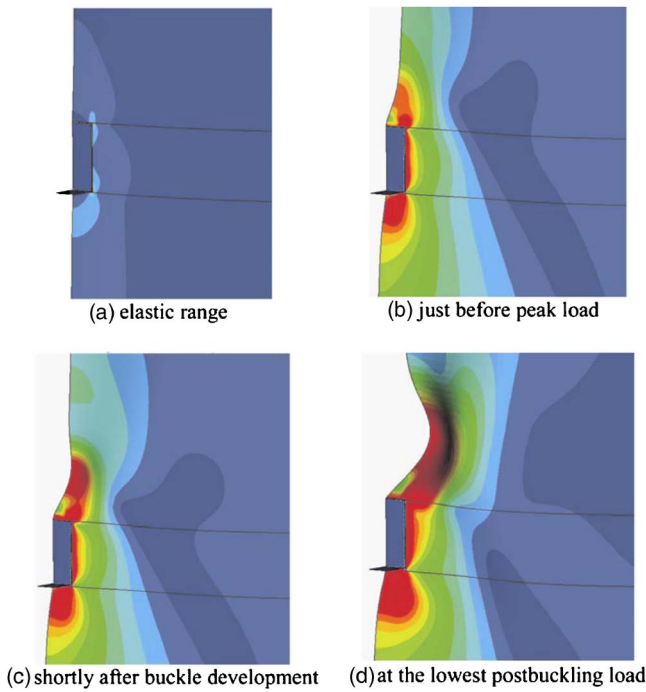 (a) elastic range
(b) just before peak load
(c) shortly after buckle development
(d) at the lowest postbuckling load